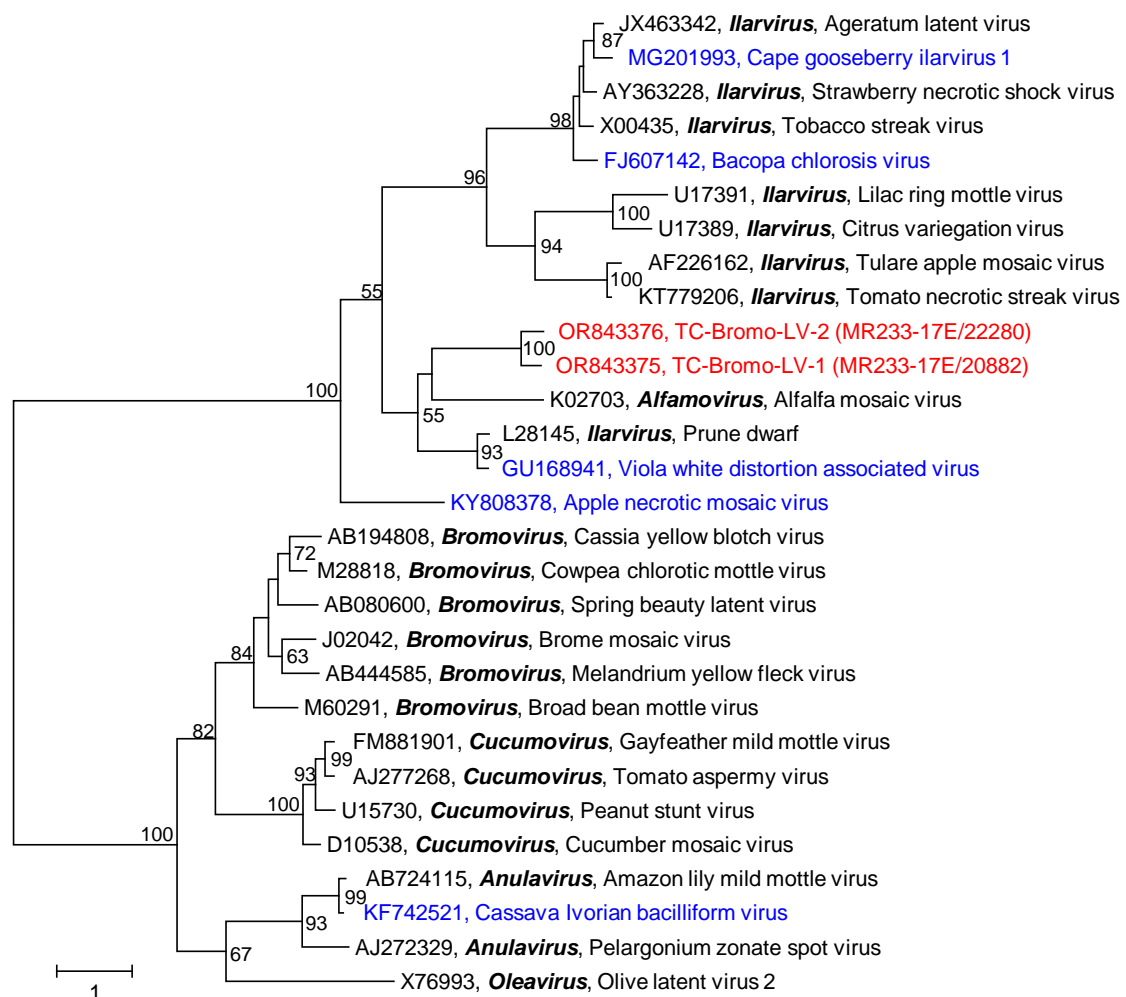 JX463342, Ilarvirus, Ageratum latent virus
87
MG201993, Cape gooseberry ilarvirus 1
AY363228, Ilarvirus, Strawberry necrotic shock virus
98
X00435, Ilarvirus, Tobacco streak virus
FJ607142, Bacopa chlorosis virus
96
U17391, Ilarvirus, Lilac ring mottle virus
100
U17389, Ilarvirus, Citrus variegation virus
94
AF226162, Ilarvirus, Tulare apple mosaic virus
100
KT779206, Ilarvirus, Tomato necrotic streak virus
55
OR843376, TC-Bromo-LV-2 (MR233-17E/22280)
100
OR843375, TC-Bromo-LV-1 (MR233-17E/20882)
100
K02703, Alfamovirus, Alfalfa mosaic virus
55
L28145, Ilarvirus, Prune dwarf
93
GU168941, Viola white distortion associated virus
KY808378, Apple necrotic mosaic virus
AB194808, Bromovirus, Cassia yellow blotch virus
72
M28818, Bromovirus, Cowpea chlorotic mottle virus
AB080600, Bromovirus, Spring beauty latent virus
J02042, Bromovirus, Brome mosaic virus
84
63
AB444585, Bromovirus, Melandrium yellow fleck virus
M60291, Bromovirus, Broad bean mottle virus
82
FM881901, Cucumovirus, Gayfeather mild mottle virus
99
93
AJ277268, Cucumovirus, Tomato aspermy virus
100
U15730, Cucumovirus, Peanut stunt virus
100
D10538, Cucumovirus, Cucumber mosaic virus
AB724115, Anulavirus, Amazon lily mild mottle virus
99
KF742521, Cassava Ivorian bacilliform virus
93
AJ272329, Anulavirus, Pelargonium zonate spot virus
67
X76993, Oleavirus, Olive latent virus 2
1